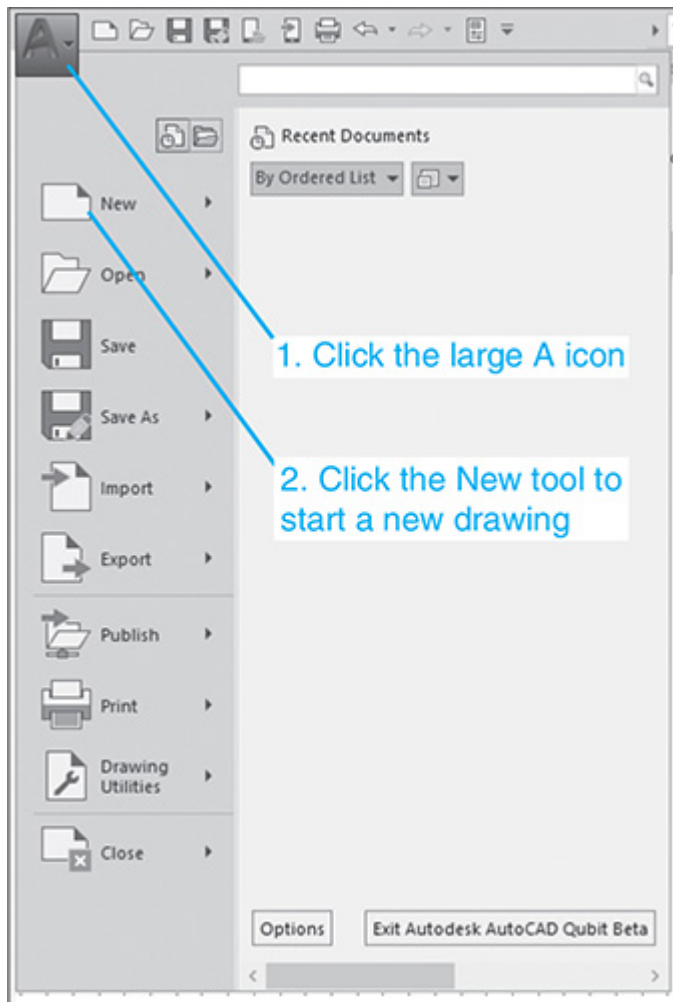 A
Recent Documents
By Ordered List
New
Open
Save
1. Click the large A icon
Save As
2. Click the New tool to
start a new drawing
Import
Export
Publish
Print
Drawing
Utilities
Close
Options
Exit Autodesk AutoCAD Qubit Beta